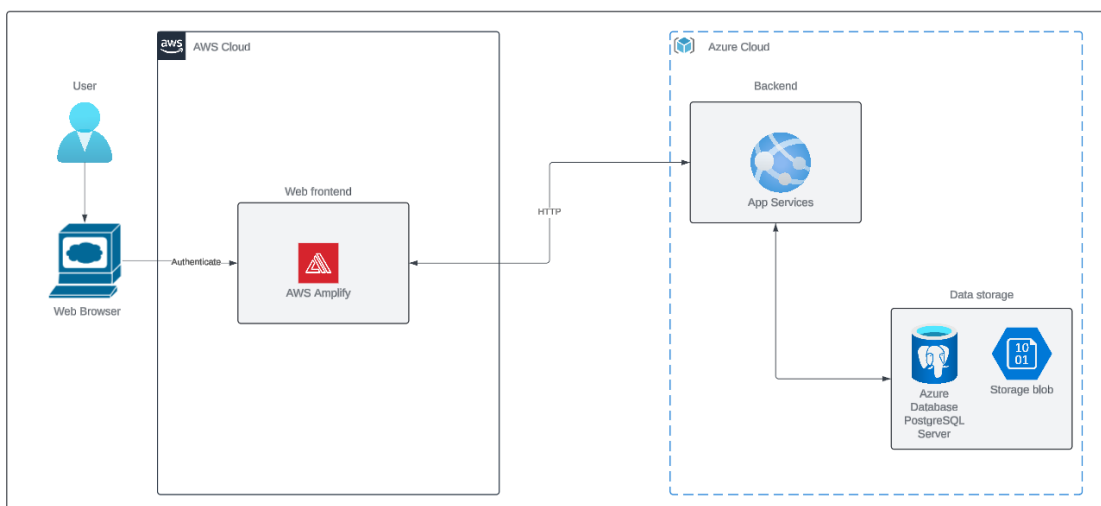 aws
AWS Cloud
Azure Cloud
User
Backend
App Services
Web frontend
HTTP
Authenticate
AWS Amplify
Web Browser
Data storage
10
01
Azure
Database
PostgreSQL
Server
Storage blob